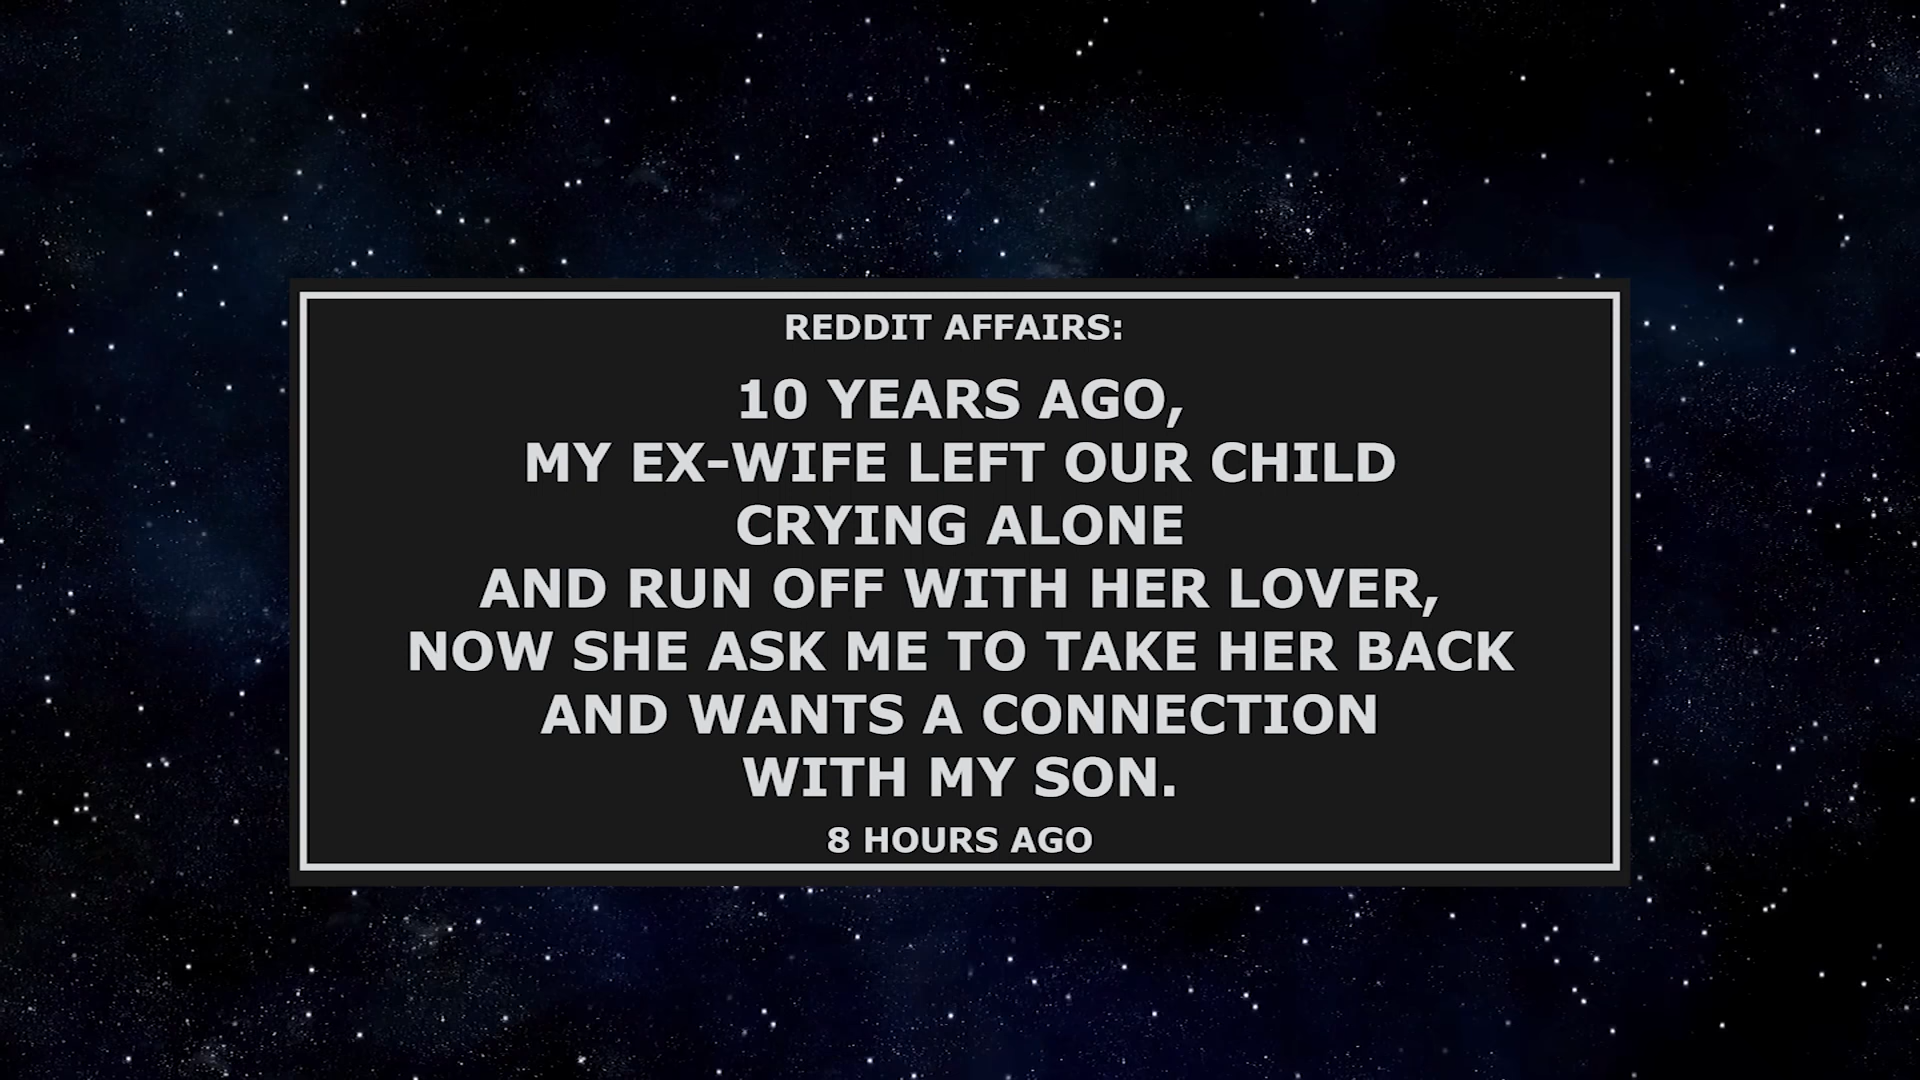 REDDIT AFFAIRS:
10 YEARS AGO,
MY EX-WIFE LEFT OUR CHILD
CRYING ALONE
AND RUN OFF WITH HER LOVER,
NOW SHE ASK ME TO TAKE HER BACK
AND WANTS A CONNECTION
WITH MY SON.
8 HOURS AGO